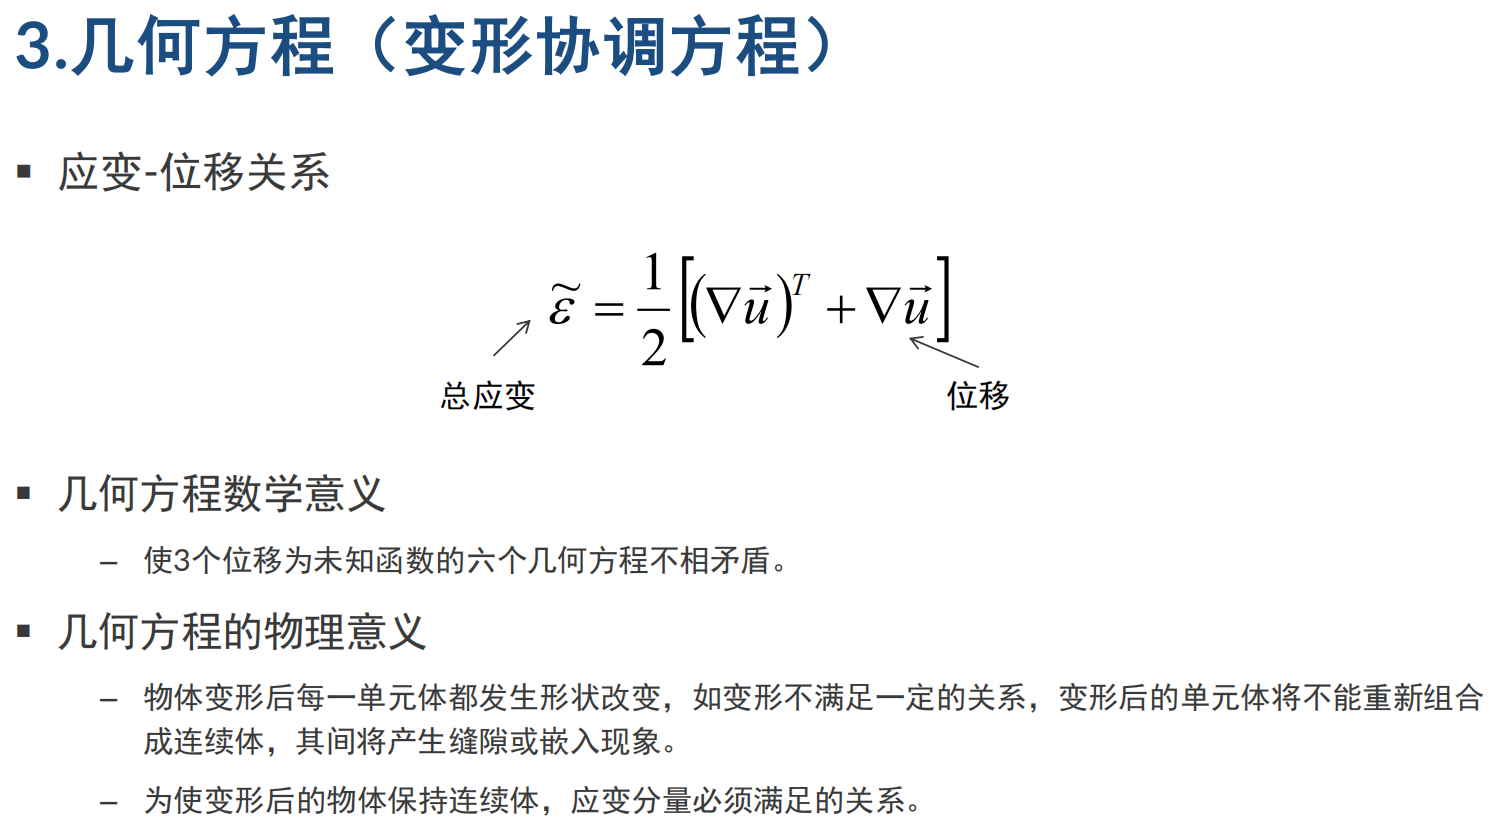 3.几何方程（变形协调方程）
▪ 应变-位移关系
$\tilde{\varepsilon} = \frac{1}{2}\left[(\nabla \vec{u})^T + \nabla \vec{u}\right]$
总应变 位移
▪ 几何方程数学意义
– 使3个位移为未知函数的六个几何方程不相矛盾。
▪ 几何方程的物理意义
– 物体变形后每一单元体都发生形状改变，如变形不满足一定的关系，变形后的单元体将不能重新组合
成连续体，其间将产生缝隙或嵌入现象。
– 为使变形后的物体保持连续体，应变分量必须满足的关系。